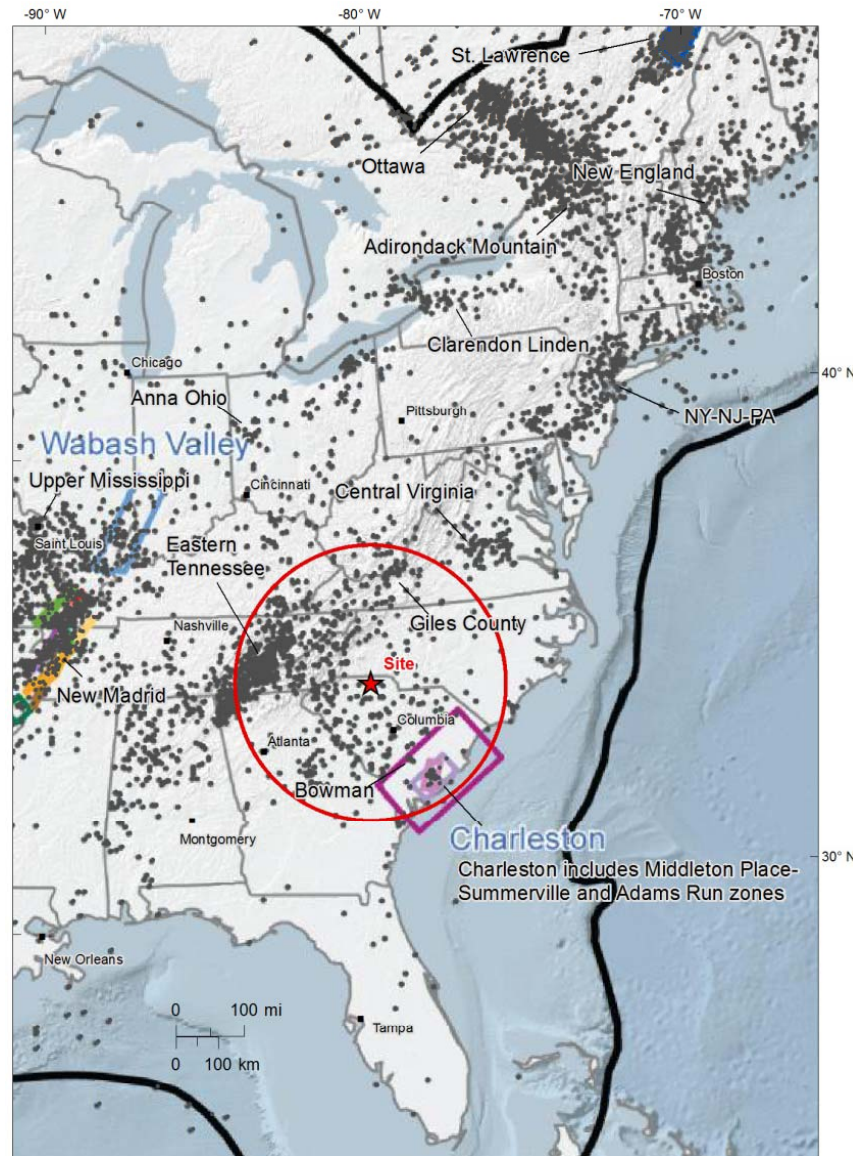 -90° W
-80° W
-70° W
St. Lawrence
Ottawa
New England
Adirondack Mountain
Boston
Clarendon Linden
Chicago
40° N
Anna Ohio
Pittsburgh
NY-NJ-PA
Wabash Valley
Upper Mississippi
Cincinnati
Central Virginia
Saint Louis
Eastern
Tennessee
Nashville
Giles County
Site
New Madrid
Columbia
Atlanta
Bowman
Montgomery
Charleston
30° N
Charleston includes Middleton Place-
Summerville and Adams Run zones
New Orleans
0 100 mi
0 100 km
Tampa